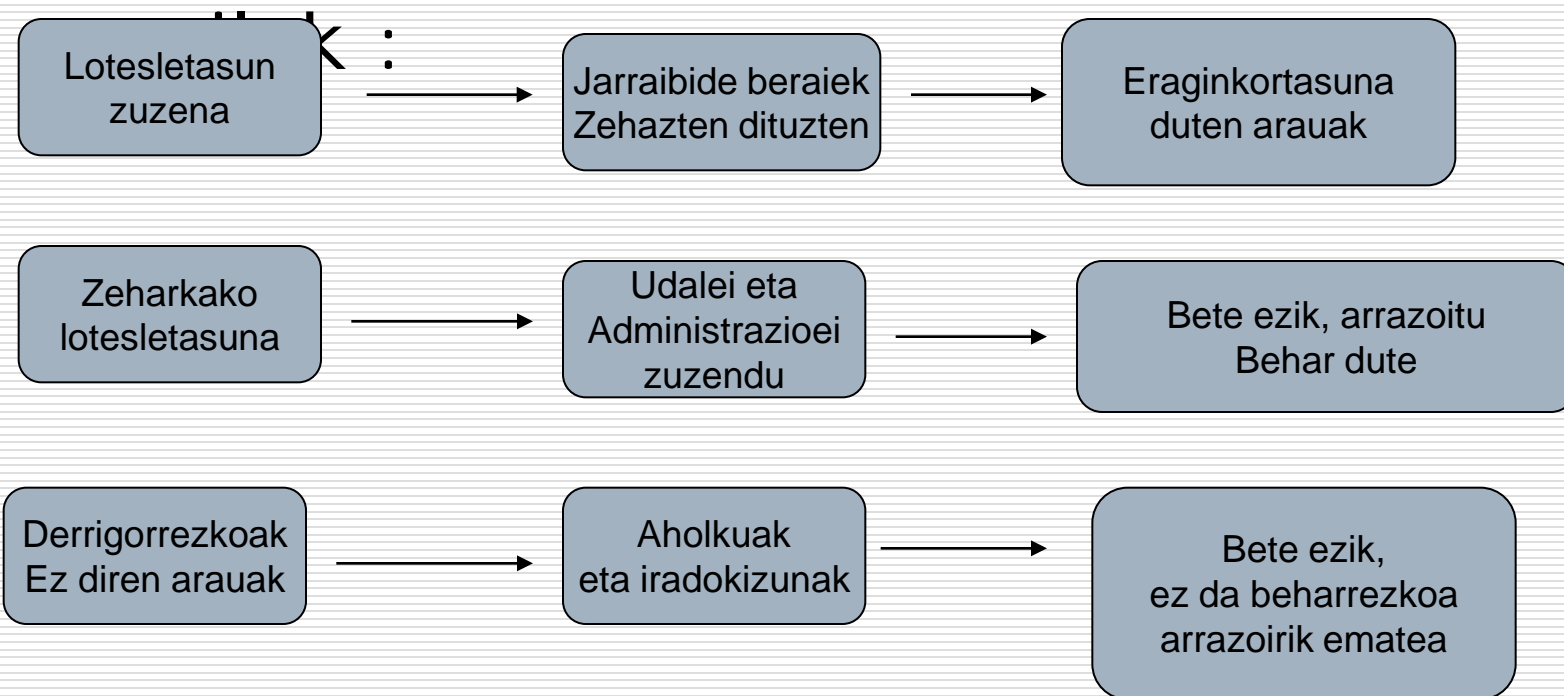 k :
Lotesletasun
zuzena
Jarraibide beraiek
Zehazten dituzten
Eraginkortasuna
duten arauak
Zeharkako
lotesletasuna
Udalei eta
Administrazioei
zuzendu
Bete ezik, arrazoitu
Behar dute
Derrigorrezkoak
Ez diren arauak
Aholkuak
eta iradokizunak
Bete ezik,
ez da beharrezkoa
arrazoirik ematea